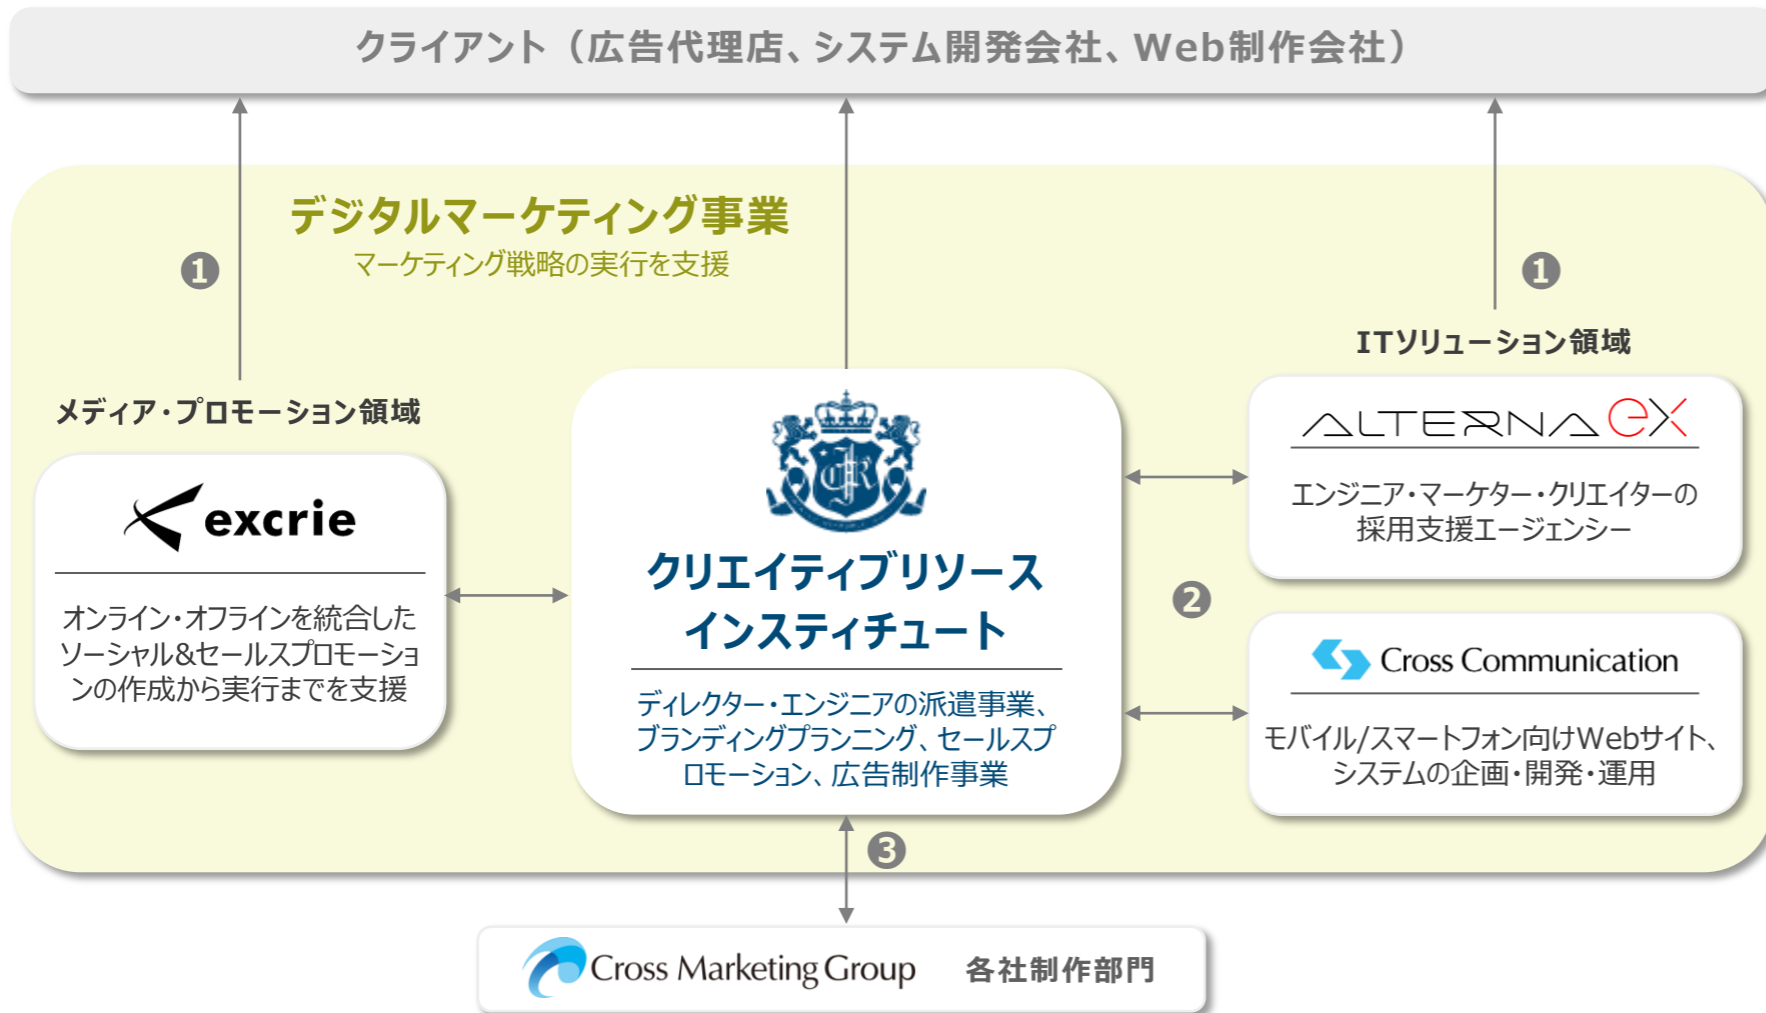 クライアント（広告代理店、システム開発会社、Web制作会社）
デジタルマーケティング事業
マーケティング戦略の実行を支援
❶
❶
メディア・プロモーション領域
excrie
オンライン・オフラインを統合した
ソーシャル&セールスプロモーショ
ンの作成から実行までを支援
クリエイティブリソース
インスティチュート
ディレクター・エンジニアの派遣事業、
ブランディングプランニング、セールスプ
ロモーション、広告制作事業
ITソリューション領域
ALTERNA eX
エンジニア・マーケター・クリエイターの
採用支援エージェンシー
❷
Cross Communication
モバイル/スマートフォン向けWebサイト、
システムの企画・開発・運用
❸
Cross Marketing Group 各社制作部門